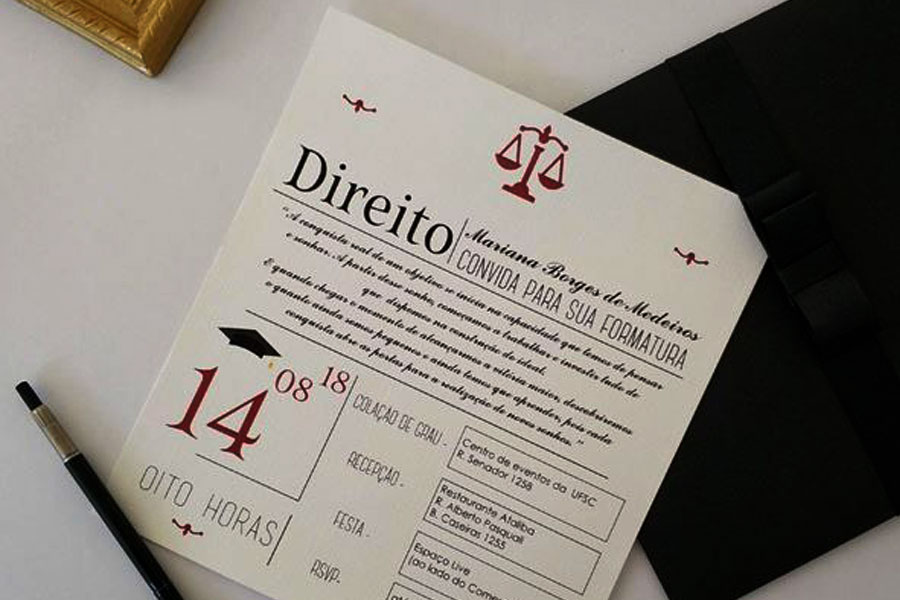 Direito
Mariana Borges de Medeiros
CONVIDA PARA SUA FORMATURA
"A conquista real de um objetivo se inicia na capacidade que temos de pensar
e sonhar. A partir desse sonho, começamos a trabalhar e investir tudo de
que dispomos na construção do ideal.
E quando chegar o momento de alcançarmos a vitória maior, descobriremos
o quanto ainda somos pequenos e ainda temos que aprender, pois cada
conquista abre as portas para a realização de novos sonhos."
14 08 18
OITO HORAS
COLAÇÃO DE GRAU -
Centro de eventos da UFSC
R. Senador 1258
RECEPÇÃO -
Restaurante Ataliba
R. Alberto Pasquali
B. Caseiras 1255
FESTA -
Espaço Live
(ao lado do
RSVP-